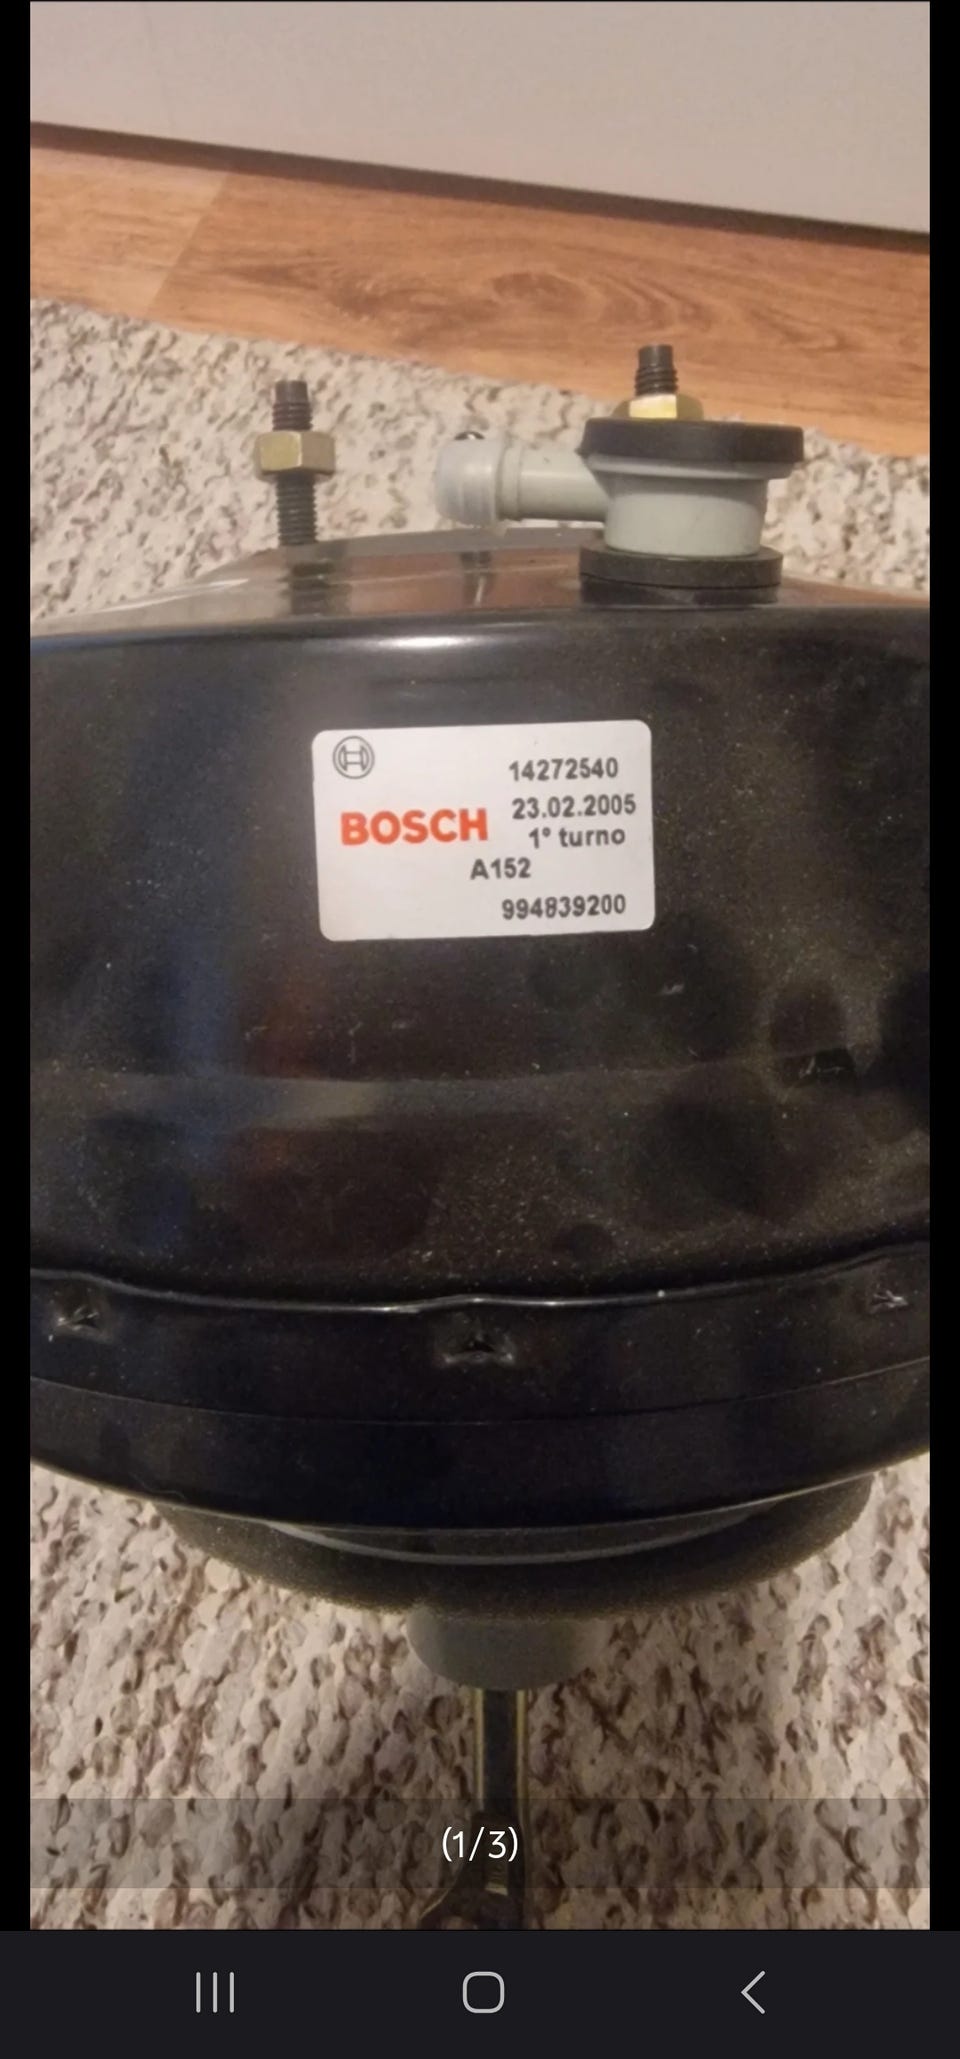 14272540
BOSCH 23.02.2005
1° turno
A152
994839200
(1/3)